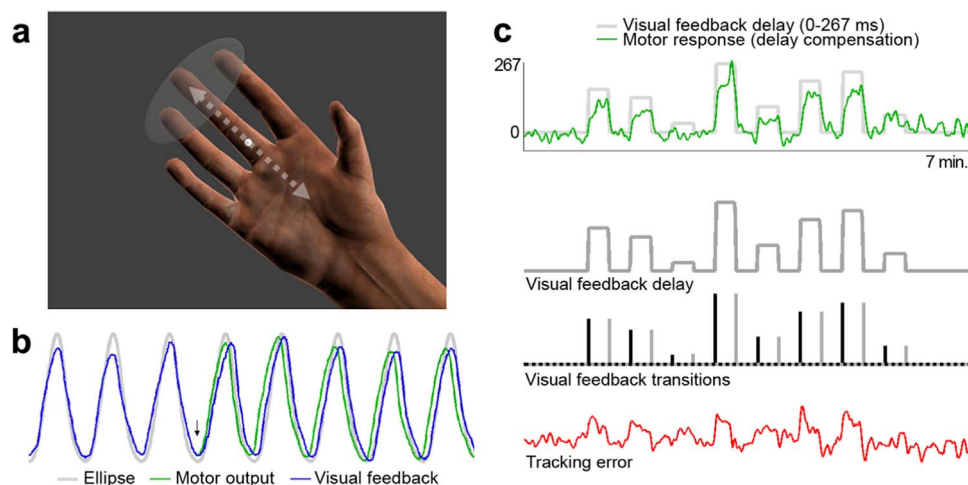 a
c
Visual feedback delay (0-267 ms)
Motor response (delay compensation)
267
0
7 min.
Visual feedback delay
Visual feedback transitions
Tracking error
b
Ellipse Motor output Visual feedback